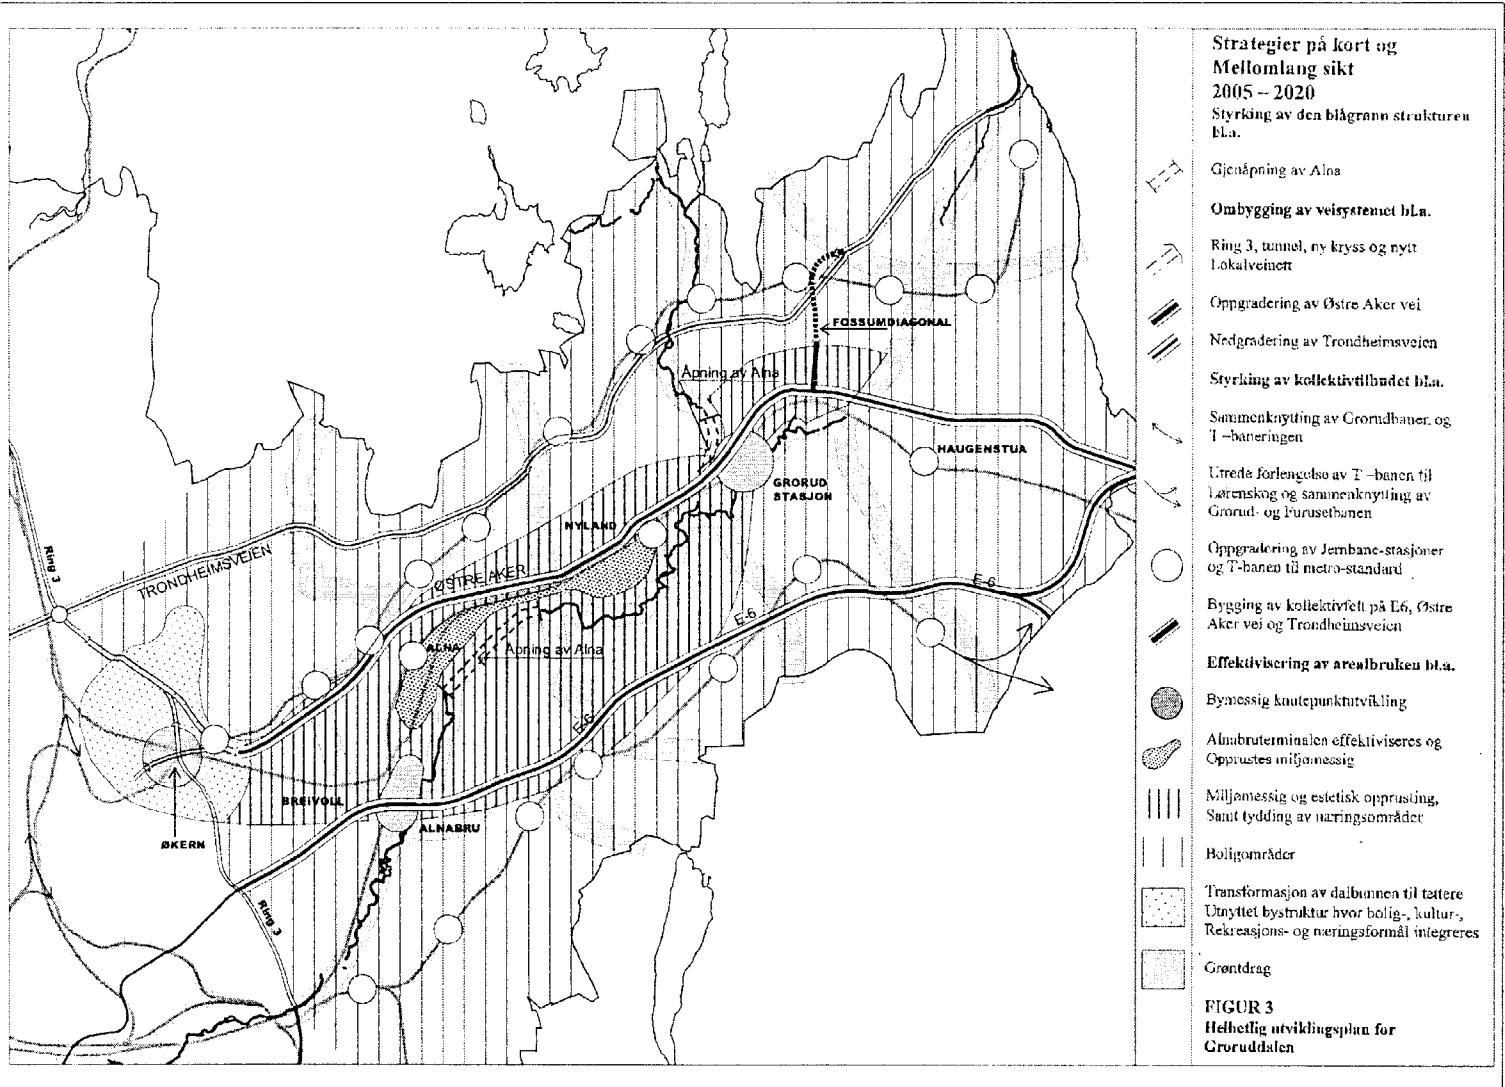 Strategier på kort og
Mellomlang sikt
2005 – 2020
Styrking av den blågrønn strukturen
bl.a.
Gjenåpning av Alna
Ombygging av veisystemet bl.a.
Ring 3, tunnel, ny kryss og nytt
Lokalveinett
Oppgradering av Østre Aker vei
Nedgradering av Trondheimsveien
Styrking av kollektivtilbudet bl.a.
Sammenknytting av Grorudbanen og
T –baneringen
Utrede forlengelse av T –banen til
Lørenskog og sammenknytting av
Grorud- og Furusetbanen
Oppgradering av Jernbane-stasjoner
og T-banen til metro-standard
Bygging av kollektivfelt på E6, Østre
Aker vei og Trondheimsveien
Effektivisering av arealbruken bl.a.
Bymessig knutepunktutvikling
Alnabruterminalen effektiviseres og
Opprustes miljømessig
Miljømessig og estetisk opprusting,
Samt tydding av næringsområder
Boligområder
Transformasjon av dalbunnen til tettere
Utnyttet bystruktur hvor bolig-, kultur-,
Rekreasjons- og næringsformål integreres
Grøntdrag
FIGUR 3
Helhetlig utviklingsplan for
Groruddalen
FOSSUMDIAGONAL
Åpning av Alna
HAUGENSTUA
GRORUD
STASJON
NYLAND
Ring 3
TRONDHEIMSVEIEN
ØSTRE AKER
E-6
E-6
ALNA
Åpning av Alna
E-6
BREIVOLL
ALNABRU
ØKERN
Ring 3